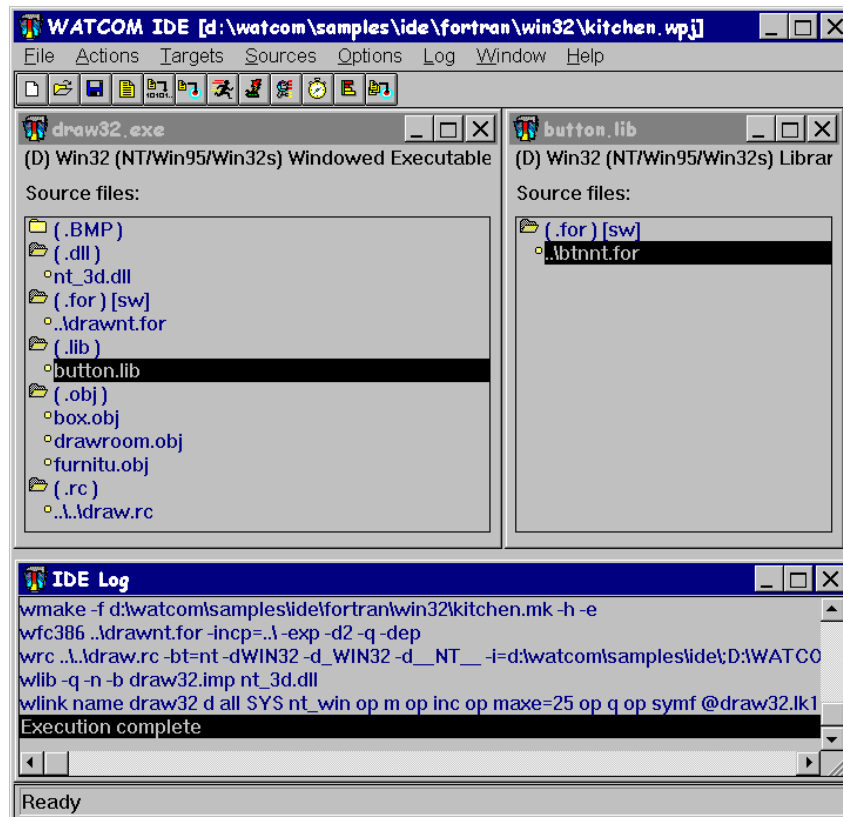 WATCOM IDE [d:\watcom\samples\ide\fortran\win32\kitchen.wpj]
File Actions Targets Sources Options Log Window Help
draw32.exe
(D) Win32 (NT/Win95/Win32s) Windowed Executable
Source files:
( .BMP )
( .dll )
nt_3d.dll
( .for ) [sw]
..\drawnt.for
( .lib )
button.lib
( .obj )
box.obj
drawroom.obj
furnitu.obj
( .rc )
..\..\draw.rc
button.lib
(D) Win32 (NT/Win95/Win32s) Librar
Source files:
( .for ) [sw]
..\btnnt.for
IDE Log
wmake -f d:\watcom\samples\ide\fortran\win32\kitchen.mk -h -e
wfc386 ..\drawnt.for -incp=..\ -exp -d2 -q -dep
wrc ..\..\draw.rc -bt=nt -dWIN32 -d_WIN32 -d__NT__ -i=d:\watcom\samples\ide\;D:\WATCO
wlib -q -n -b draw32.imp nt_3d.dll
wlink name draw32 d all SYS nt_win op m op inc op maxe=25 op q op symf @draw32.lk1
Execution complete
Ready